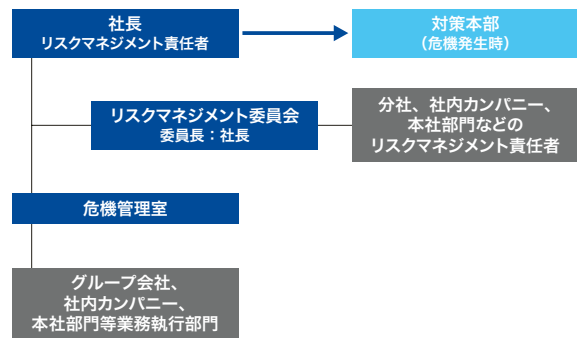 社長
リスクマネジメント責任者
対策本部
（危機発生時）
リスクマネジメント委員会
委員長：社長
分社、社内カンパニー、
本社部門などの
リスクマネジメント責任者
危機管理室
グループ会社、
社内カンパニー、
本社部門等業務執行部門